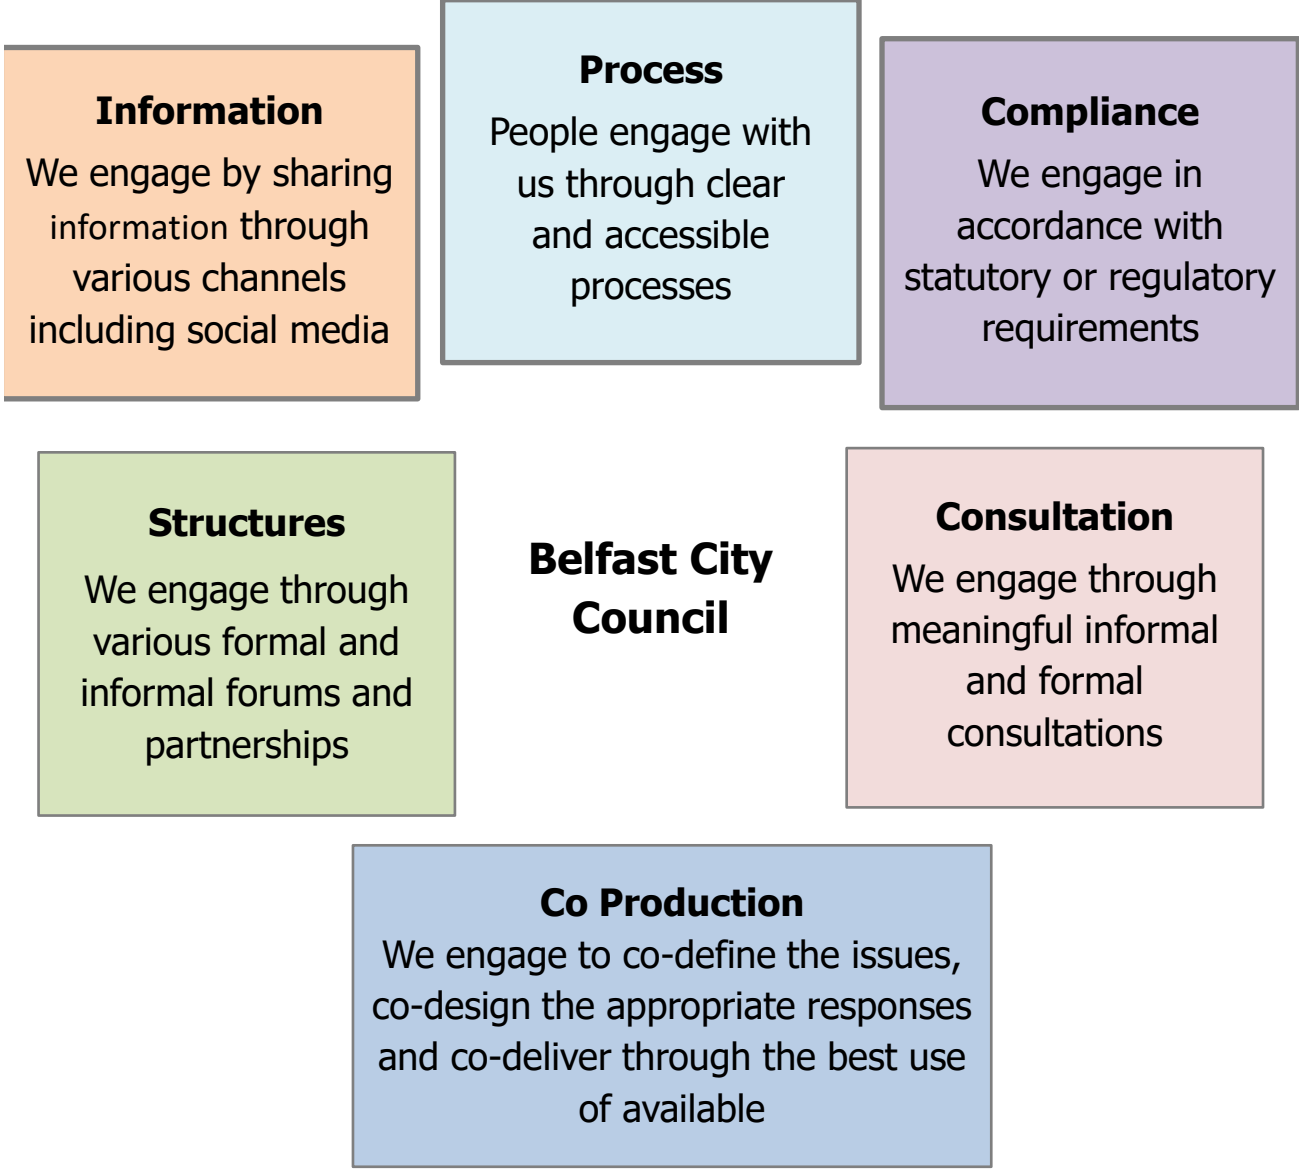 Information
We engage by sharing
information through
various channels
including social media
Process
People engage with
us through clear
and accessible
processes
Compliance
We engage in
accordance with
statutory or regulatory
requirements
Structures
We engage through
various formal and
informal forums and
partnerships
Belfast City
Council
Consultation
We engage through
meaningful informal
and formal
consultations
Co Production
We engage to co-define the issues,
co-design the appropriate responses
and co-deliver through the best use
of available